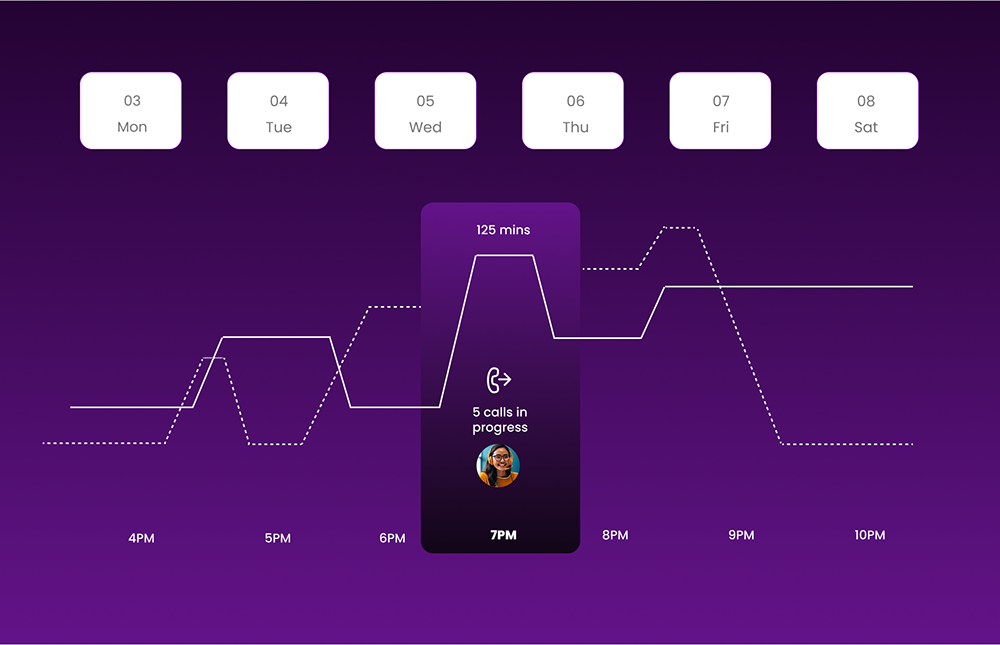 03
Mon
04
Tue
05
Wed
06
Thu
07
Fri
08
Sat
125 mins
5 calls in
progress
4PM
5PM
6PM
7PM
8PM
9PM
10PM